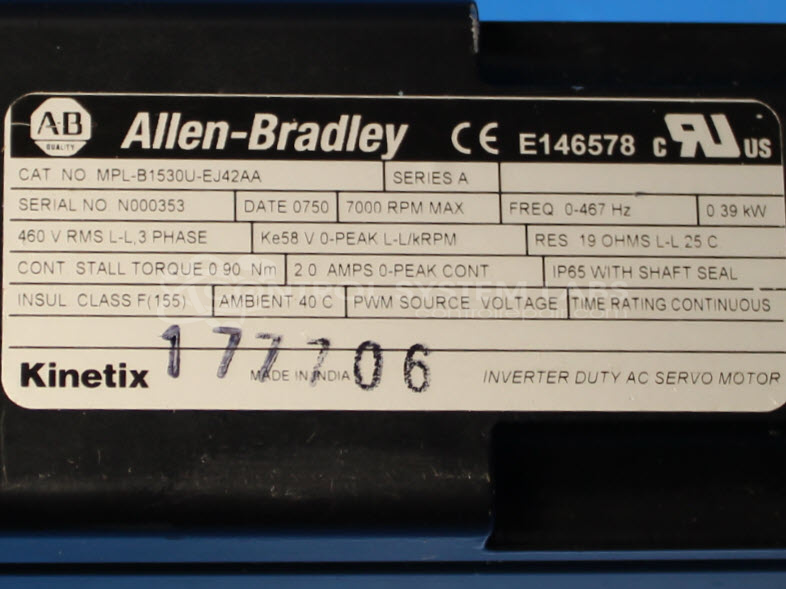 A-B QUALITY Allen-Bradley CE E146578 c RU US
CAT NO MPL-B1530U-EJ42AA SERIES A
SERIAL NO N000353 DATE 0750 7000 RPM MAX FREQ 0-467 Hz 0.39 kW
460 V RMS L-L,3 PHASE Ke58 V 0-PEAK L-L/kRPM RES 19 OHMS L-L 25 C
CONT STALL TORQUE 0 90 Nm 2 0 AMPS 0-PEAK CONT IP65 WITH SHAFT SEAL
CONTROL SYSTEM LABS
INSUL CLASS F(155) AMBIENT 40 C PWM SOURCE VOLTAGE TIME RATING CONTINUOUS
177706
Kinetix MADE IN INDIA INVERTER DUTY AC SERVO MOTOR